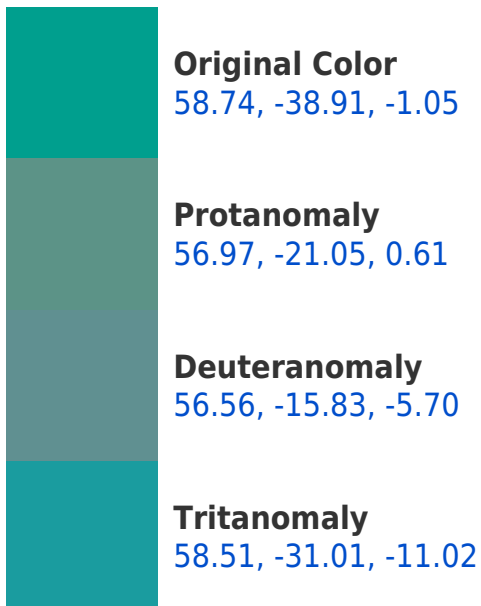 Original Color
58.74, -38.91, -1.05
Protanomaly
56.97, -21.05, 0.61
Deuteranomaly
56.56, -15.83, -5.70
Tritanomaly
58.51, -31.01, -11.02